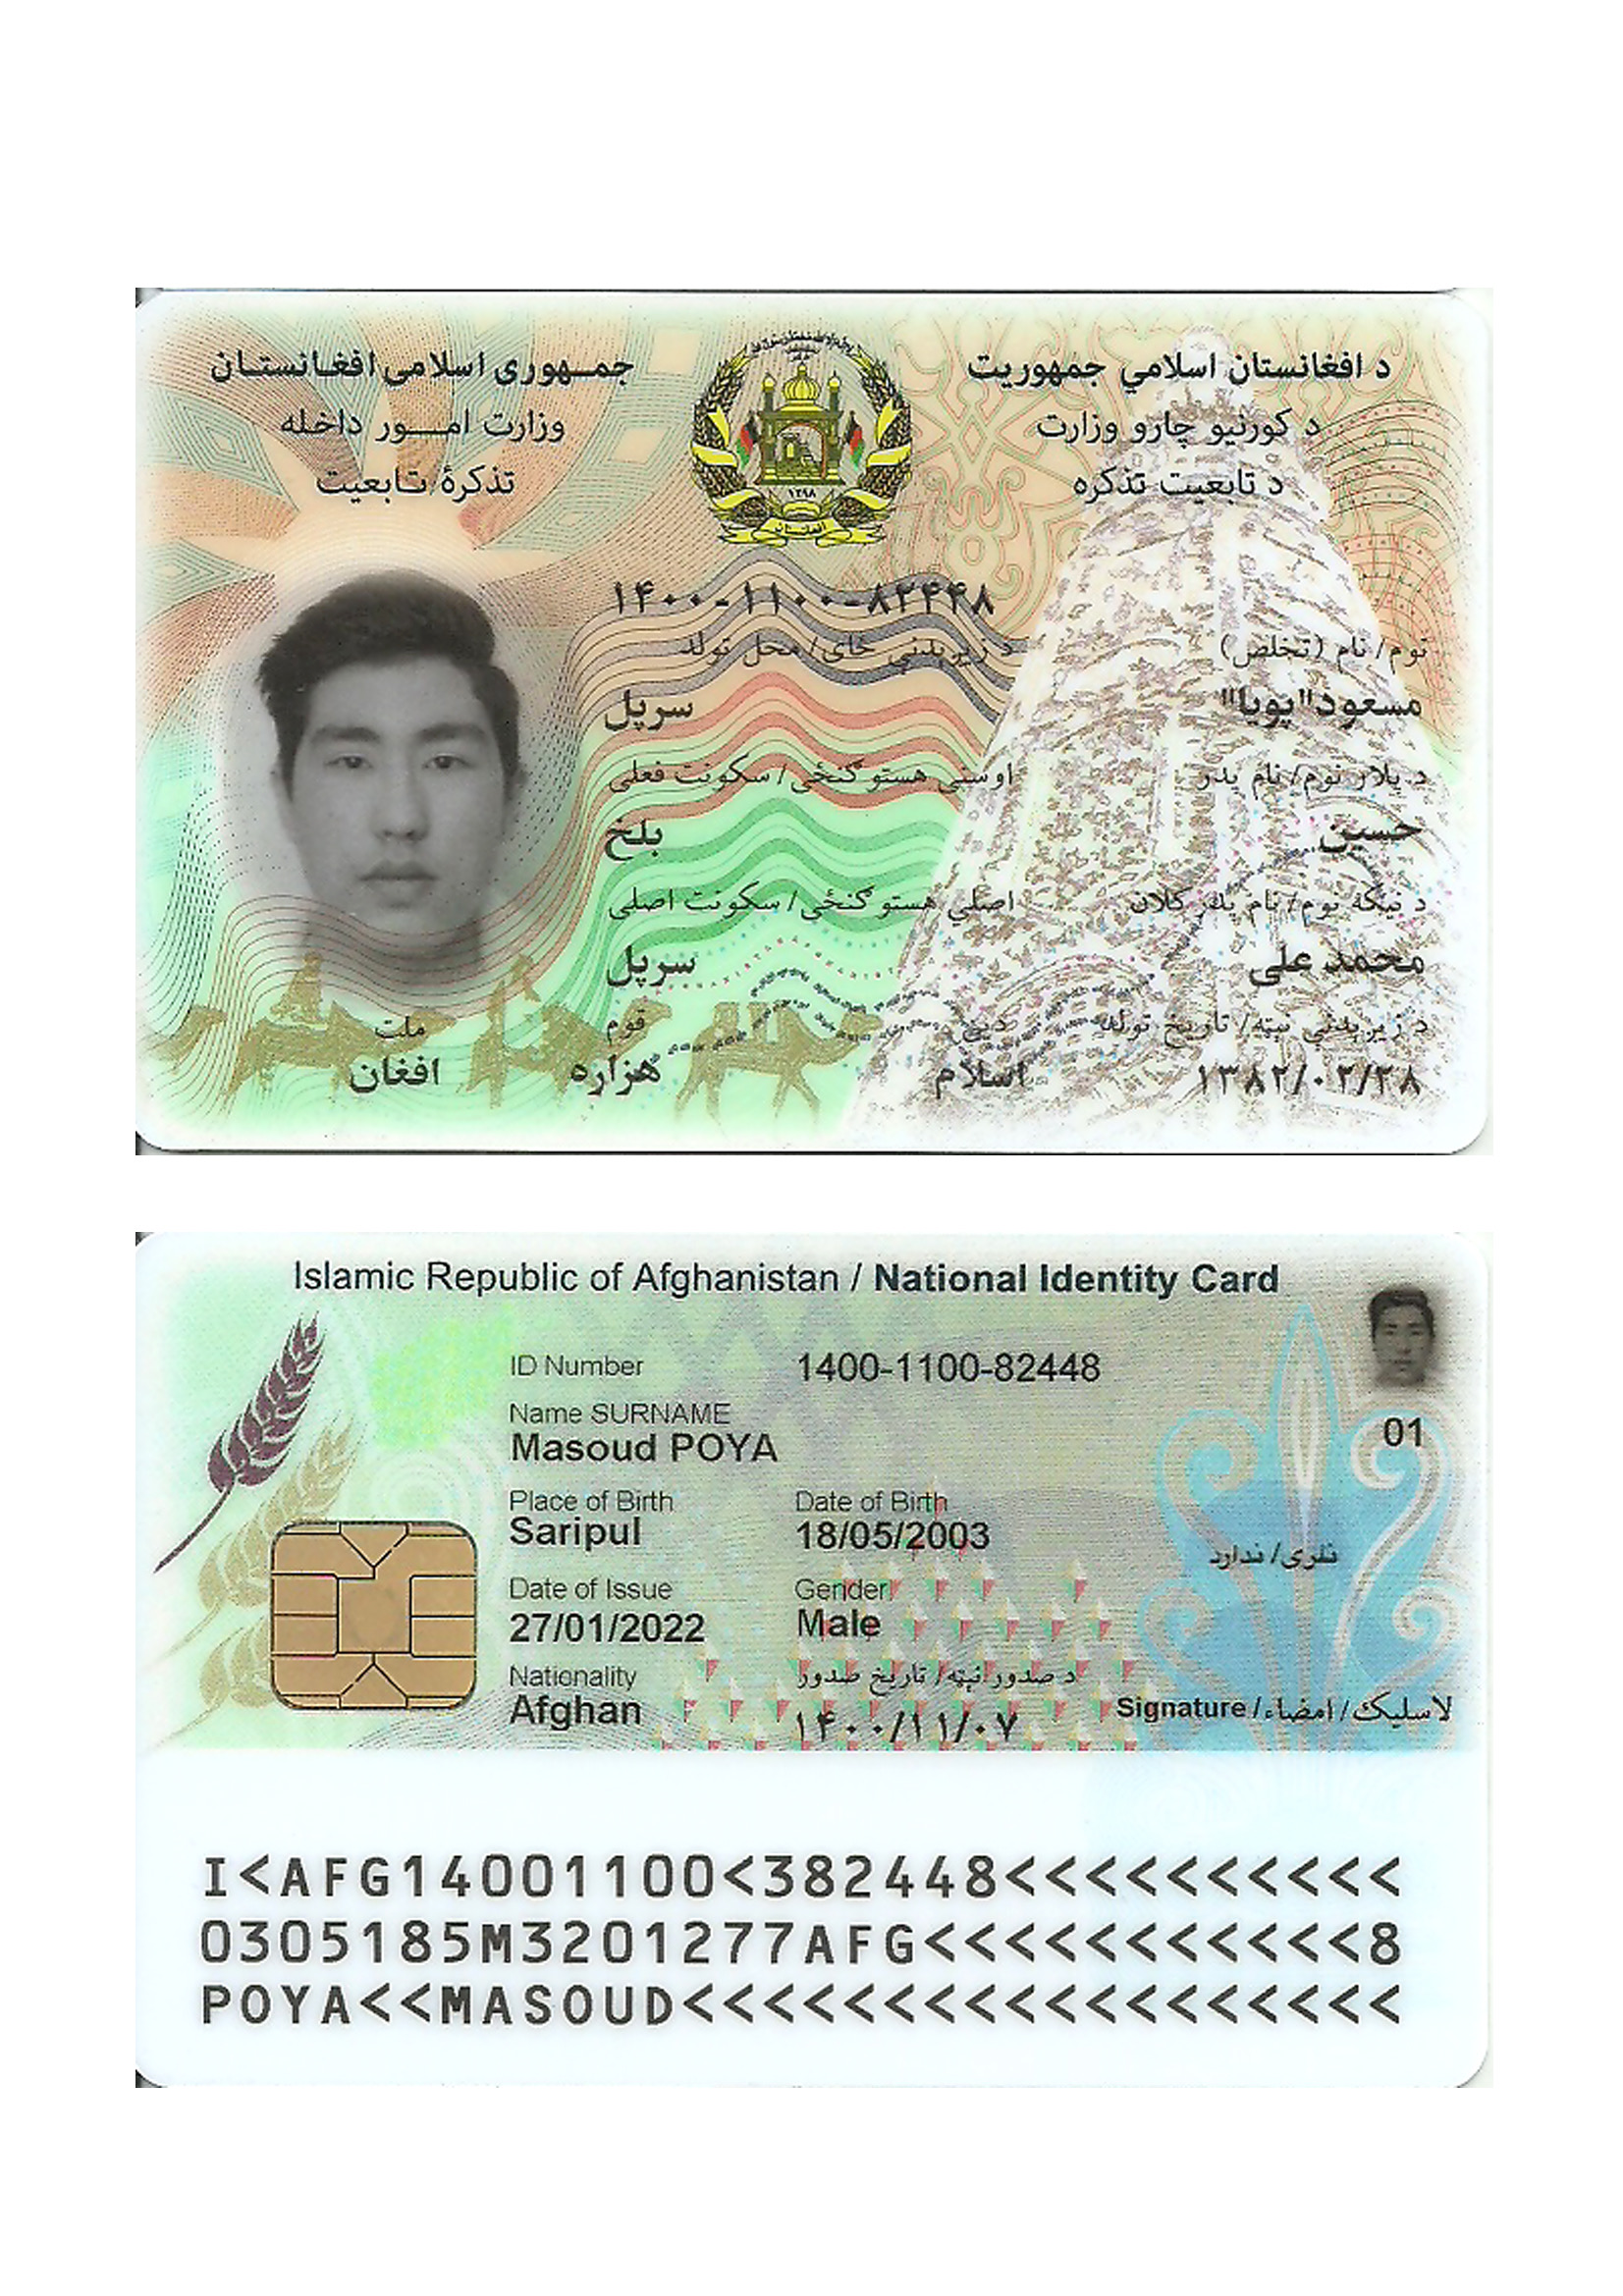 جمهوری اسلامی افغانستان
وزارت امور داخله
تذکرهٔ تابعیت
د افغانستان اسلامي جمهوریت
د کورنیو چارو وزارت
د تابعیت تذکره
۱۲۹۸
افغانستان
۱۴۰۰-۱۱۰۰-۸۲۴۴۸
نوم/ نام (تخلص)
مسعود"پویا"
د زیږیدنې ځای/ محل تولد
سرپل
د پلار نوم/ نام پدر
حسین
اوسنی هستوګنځی/ سکونت فعلی
بلخ
د نیکه نوم/ نام پدر کلان
محمد علی
اصلي هستوګنځی/ سکونت اصلی
سرپل
د زیږیدنې نېټه/ تاریخ تولد
۱۳۸۲/۰۲/۲۸
دین
اسلام
قوم
هزاره
ملت
افغان
Islamic Republic of Afghanistan / National Identity Card
ID Number 1400-1100-82448
Name SURNAME
Masoud POYA
01
Place of Birth Date of Birth
Saripul 18/05/2003
نلری/ ندارد
Date of Issue Gender
27/01/2022 Male
Nationality د صدور نېټه/ تاریخ صدور
Afghan ۱۴۰۰/۱۱/۰۷
Signature / لاسلیک/ امضاء
I<AFG14001100<382448<<<<<<<<<<
0305185M3201277AFG<<<<<<<<<<<8
POYA<<MASOUD<<<<<<<<<<<<<<<<<<